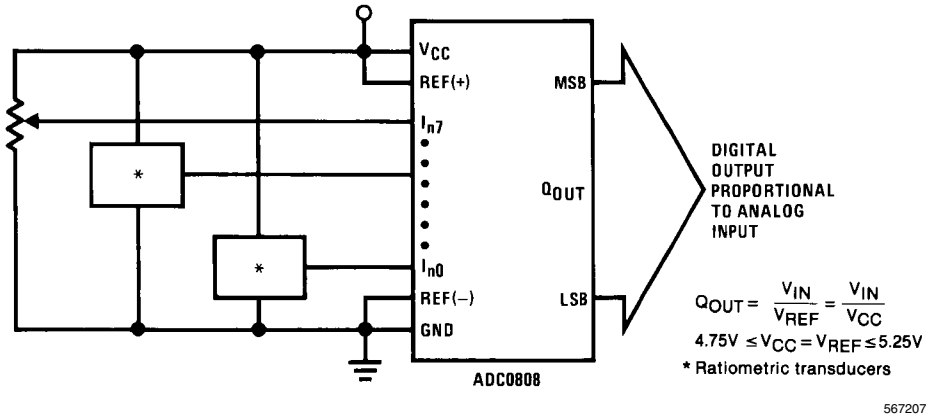 VCC
REF(+)
In7
*
*
In0
REF(−)
GND
MSB
QOUT
LSB
ADC0808
DIGITAL
OUTPUT
PROPORTIONAL
TO ANALOG
INPUT
QOUT = VIN/VREF = VIN/VCC
4.75V ≤ VCC = VREF ≤ 5.25V
* Ratiometric transducers
567207